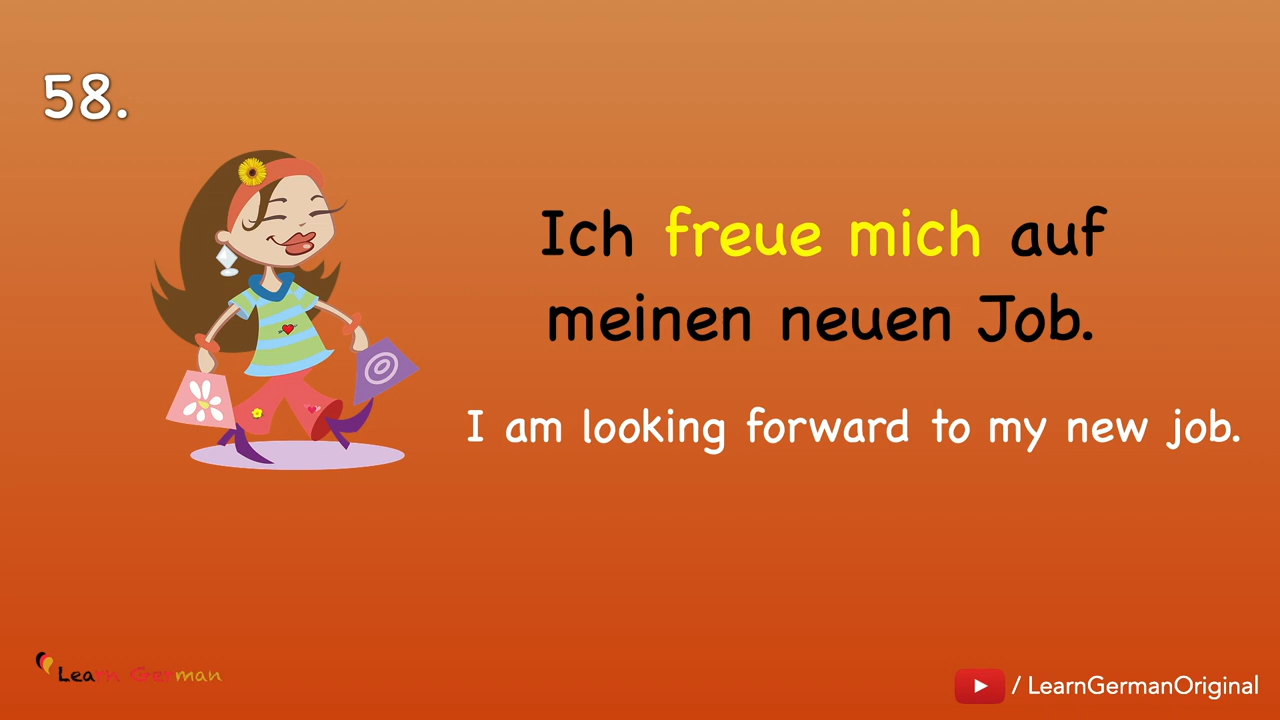 58.
Ich freue mich auf
meinen neuen Job.
I am looking forward to my new job.
Learn German
/ LearnGermanOriginal